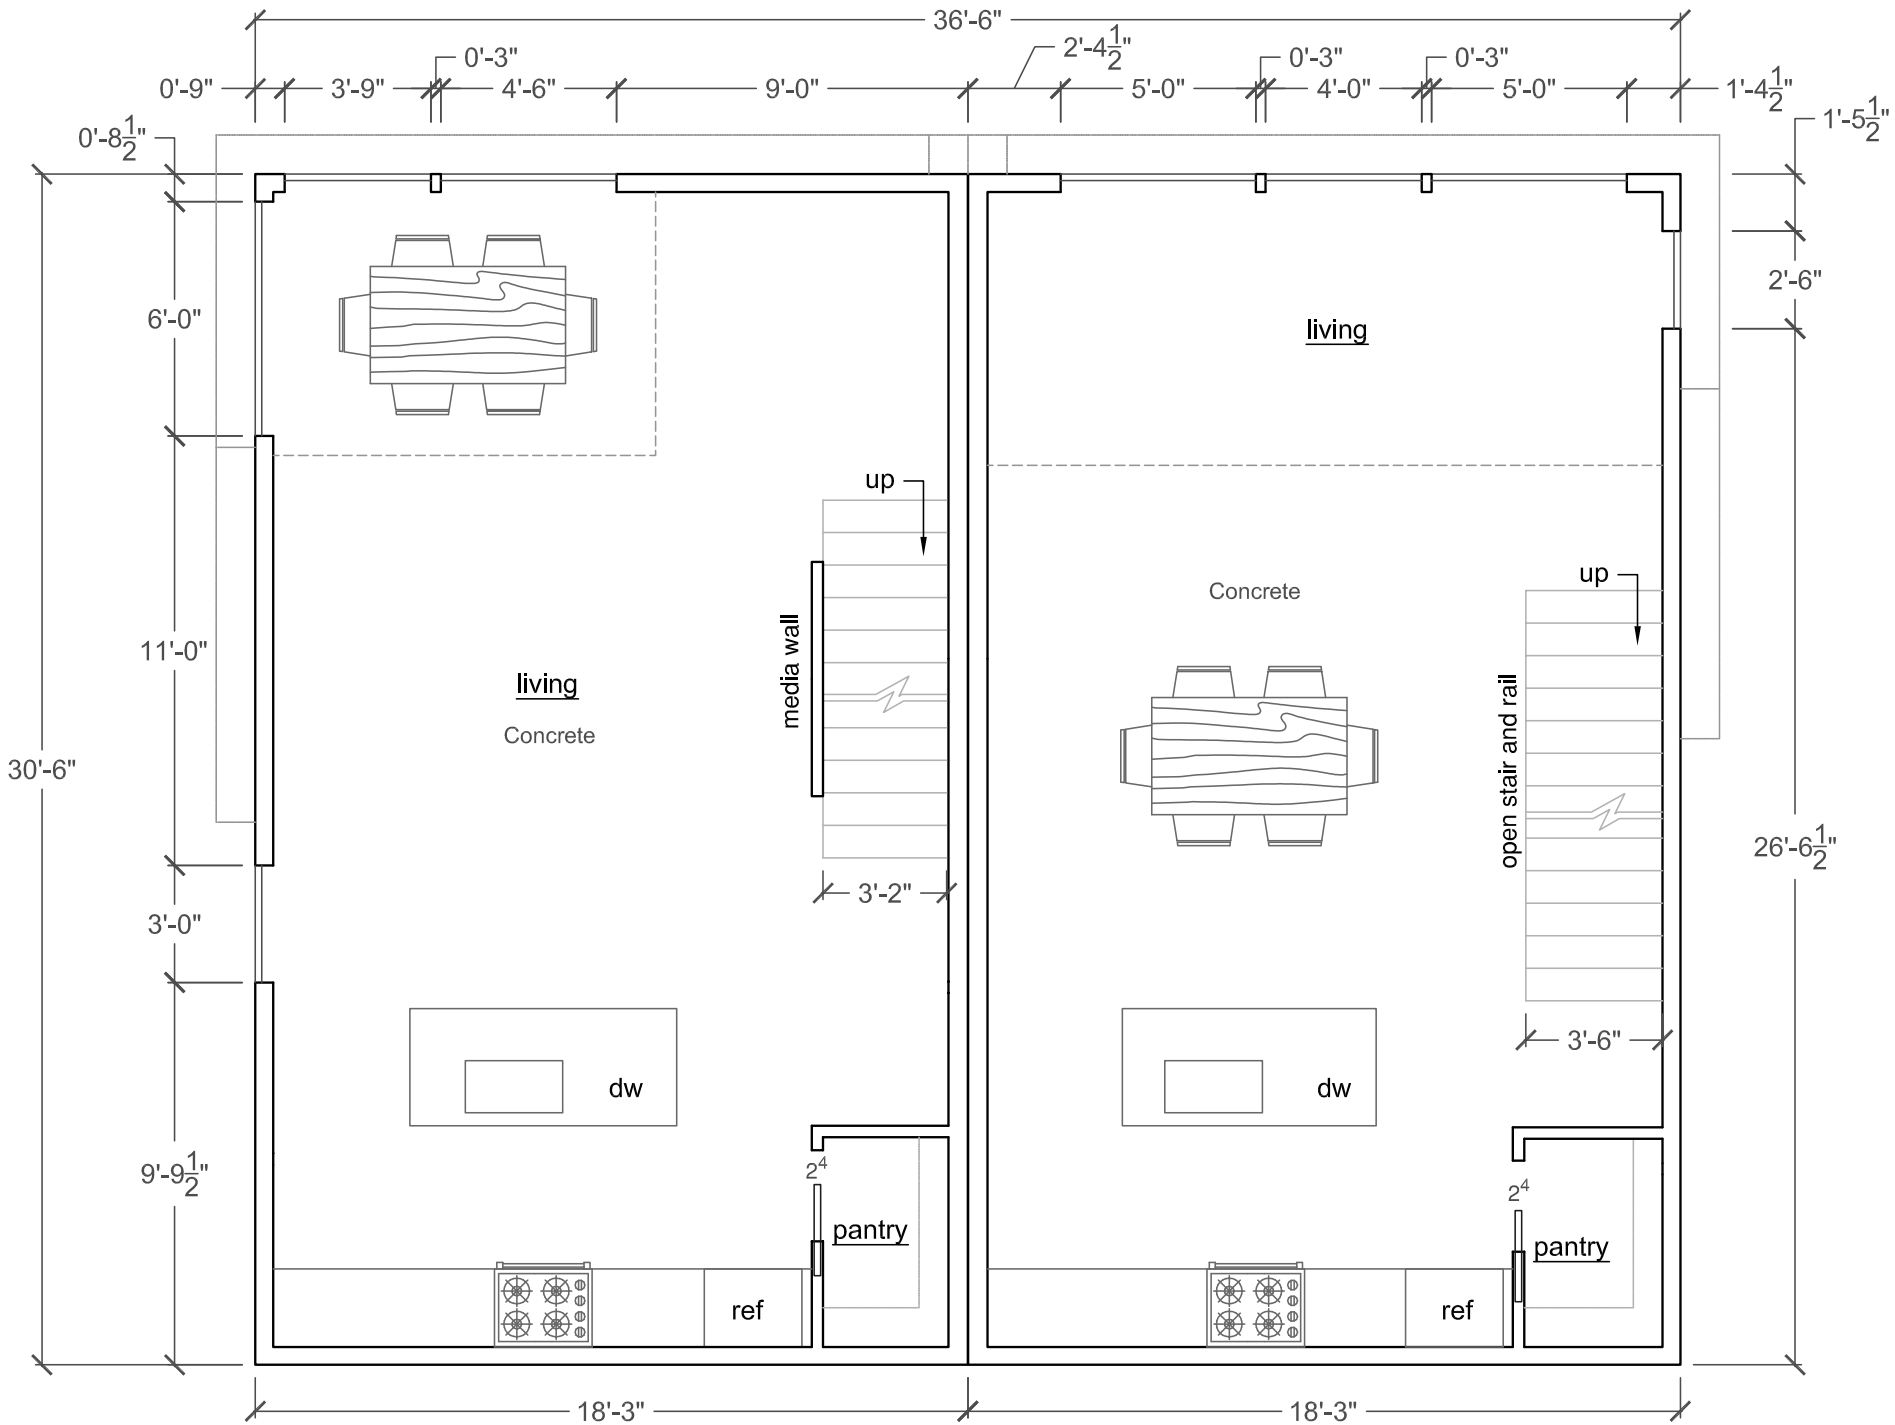 36'-6"
0'-3"
2'-4 1/2"
0'-3"
0'-3"
0'-9"
3'-9"
4'-6"
9'-0"
5'-0"
4'-0"
5'-0"
1'-4 1/2"
0'-8 1/2"
1'-5 1/2"
6'-0"
2'-6"
living
up
up
Concrete
11'-0"
living
media wall
Concrete
open stair and rail
30'-6"
26'-6 1/2"
3'-2"
3'-0"
3'-6"
dw
dw
9'-9 1/2"
2⁴
2⁴
pantry
pantry
ref
ref
18'-3"
18'-3"